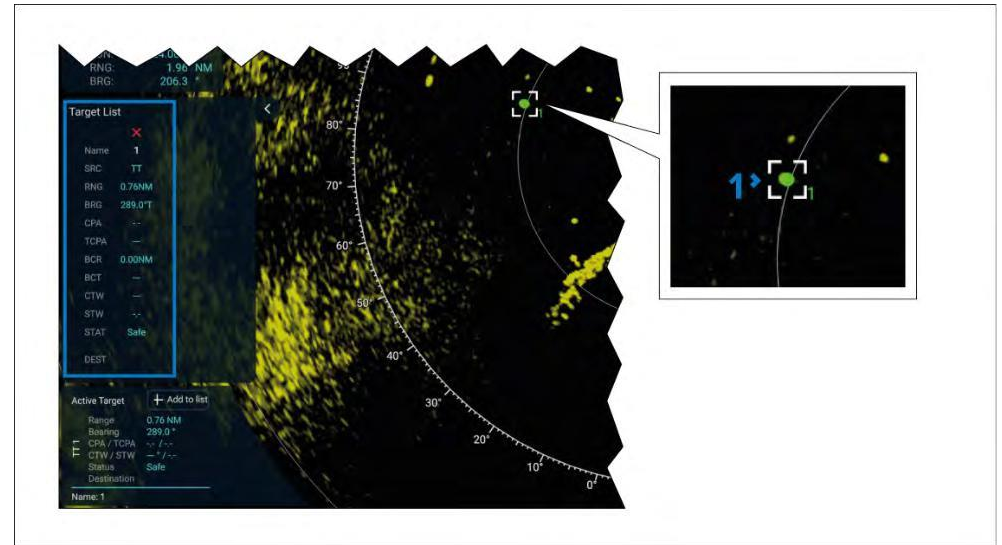 RNG: 1.96 NM
BRG: 206.3 °
Target List
Name 1
SRC TT
RNG 0.76NM
BRG 289.0°T
CPA -.-
TCPA ---
BCR 0.00NM
BCT ---
CTW ---
STW -.-
STAT Safe
DEST
Active Target
+ Add to list
TT 1
Range 0.76 NM
Bearing 289.0 °
CPA / TCPA -.- / -.-
CTW / STW --- ° / -.-
Status Safe
Destination
Name: 1
80°
70°
60°
50°
40°
30°
20°
10°
0°
1
1
1